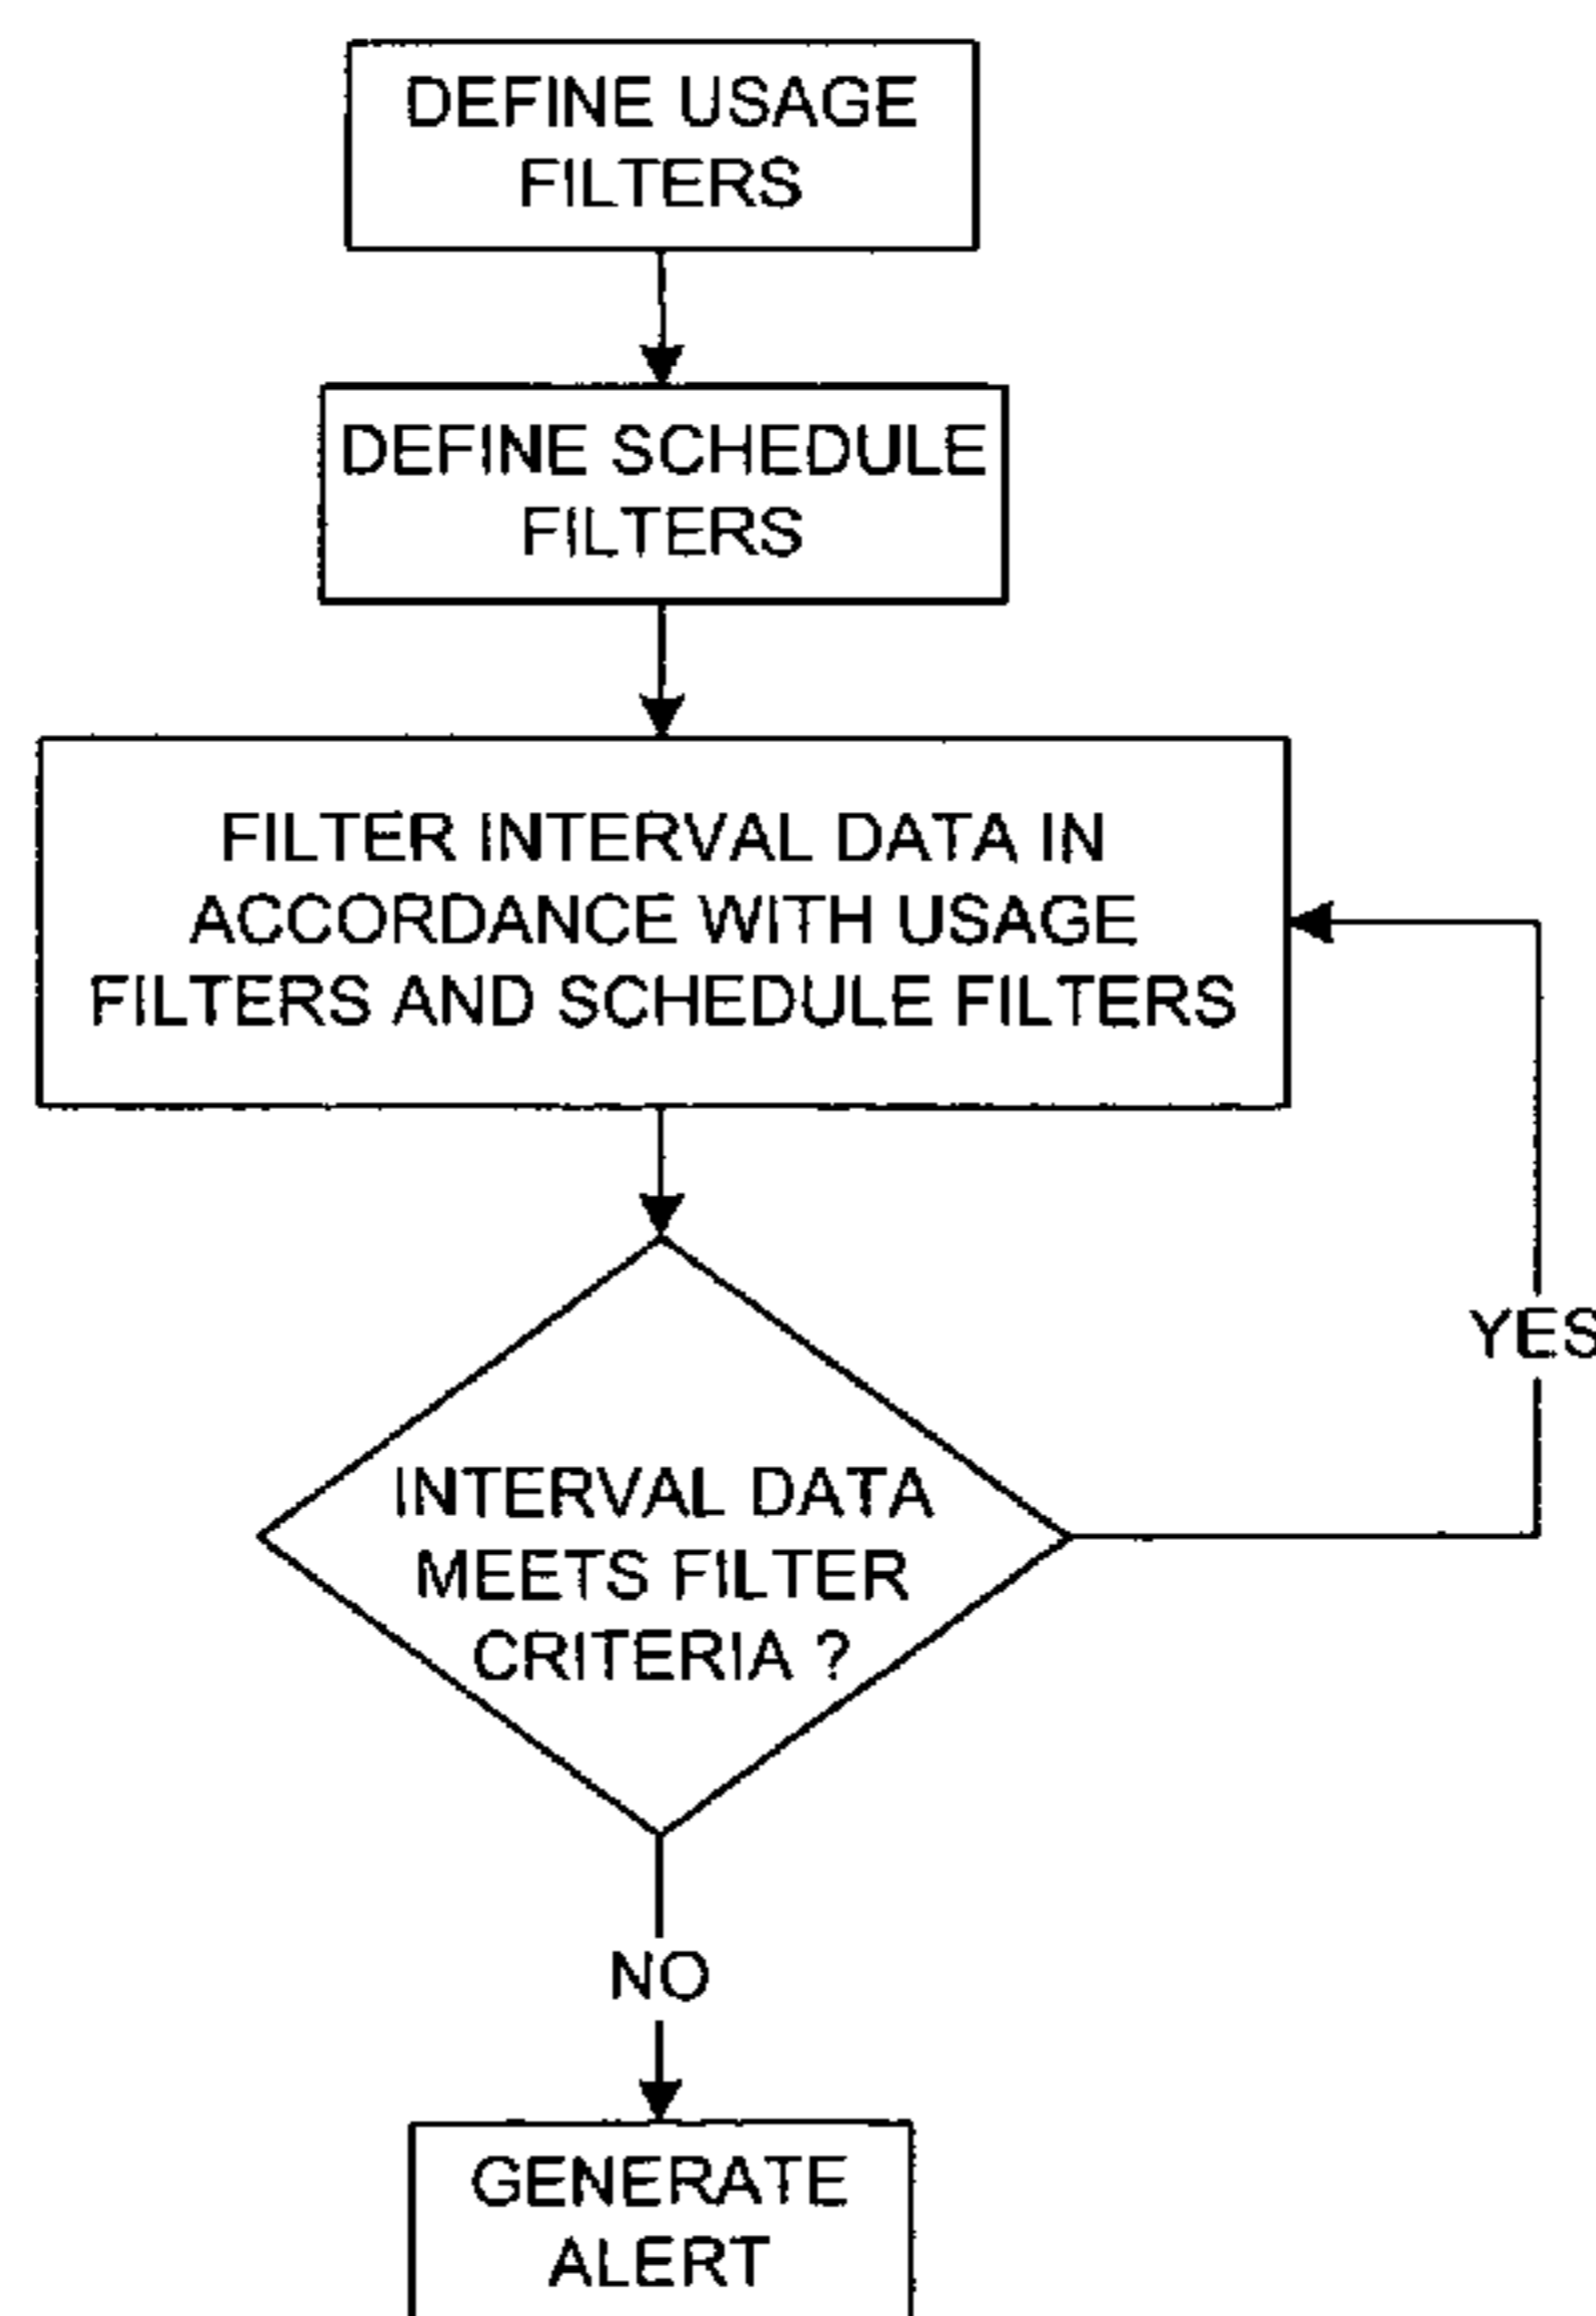 DEFINE USAGE
FILTERS
DEFINE SCHEDULE
FILTERS
FILTER INTERVAL DATA IN
ACCORDANCE WITH USAGE
FILTERS AND SCHEDULE FILTERS
YES
INTERVAL DATA
MEETS FILTER
CRITERIA ?
NO
GENERATE
ALERT